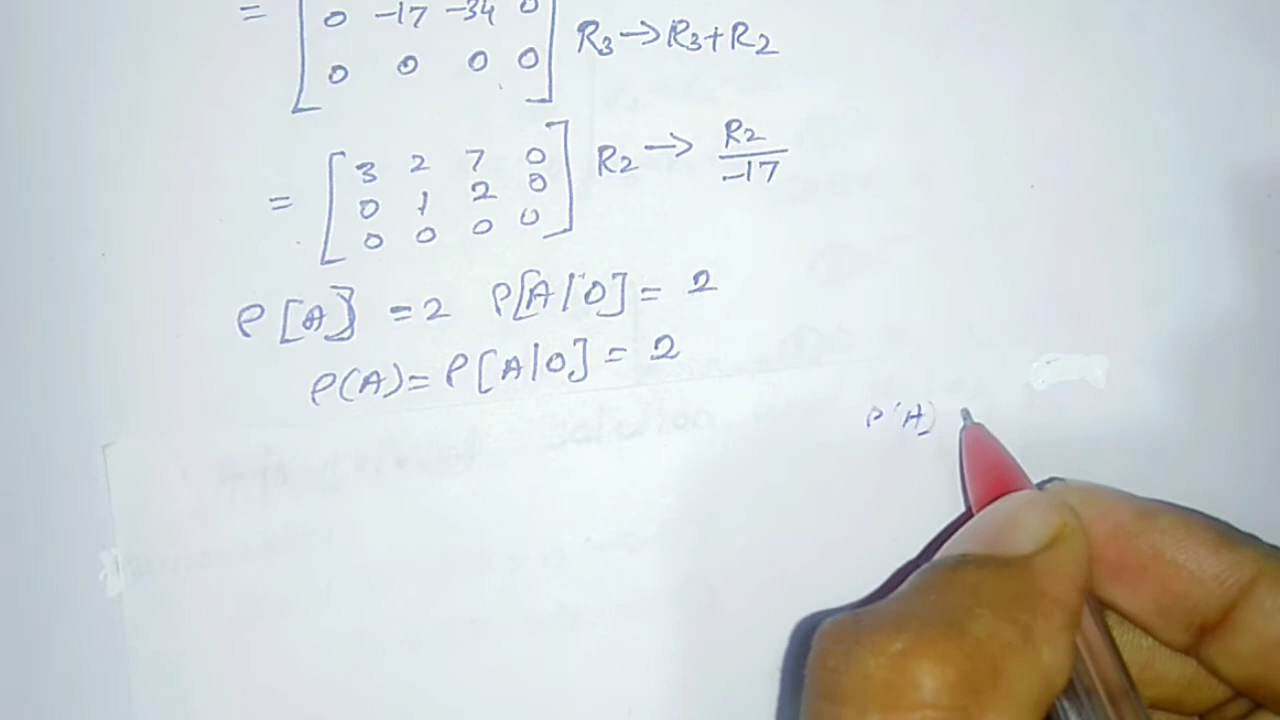 = 0 -17 -34 0 R3→R3+R2
0 0 0 0
3 2 7 0 R2→ R2/-17
= 0 1 2 0
0 0 0 0
ρ[A] = 2 ρ[A|0] = 2
ρ(A) = ρ[A|0] = 2
ρ(A)